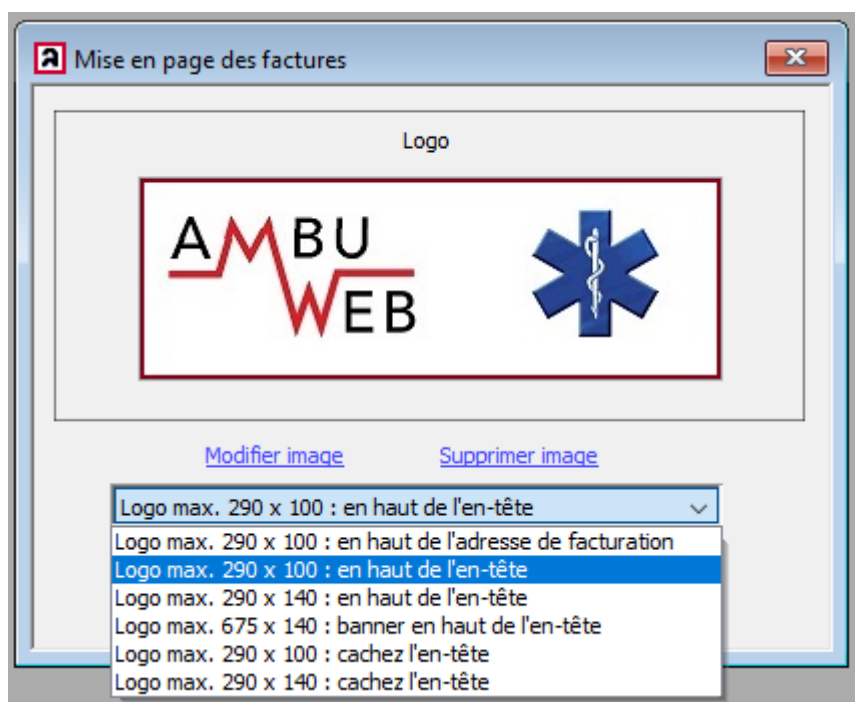 a Mise en page des factures
Logo
AMBU
WEB
Modifier image Supprimer image
Logo max. 290 x 100 : en haut de l'en-tête
Logo max. 290 x 100 : en haut de l'adresse de facturation
Logo max. 290 x 100 : en haut de l'en-tête
Logo max. 290 x 140 : en haut de l'en-tête
Logo max. 675 x 140 : banner en haut de l'en-tête
Logo max. 290 x 100 : cachez l'en-tête
Logo max. 290 x 140 : cachez l'en-tête